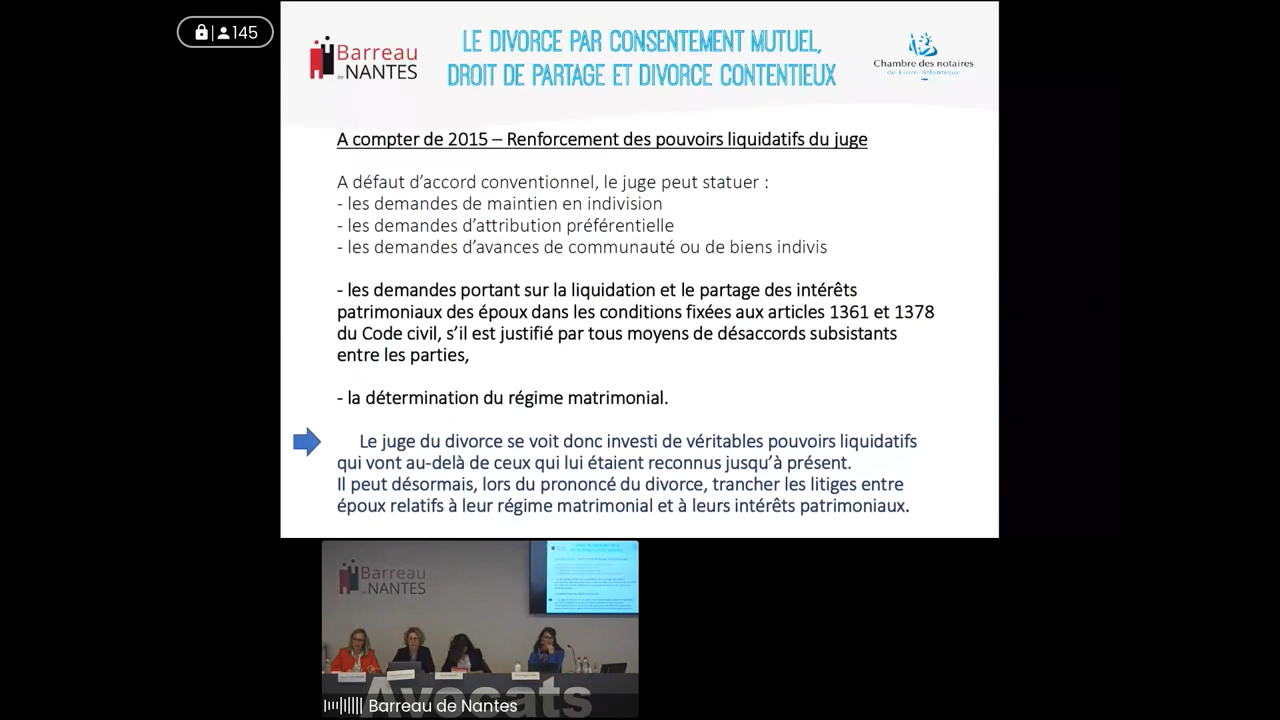 145
Barreau
de NANTES
LE DIVORCE PAR CONSENTEMENT MUTUEL,
DROIT DE PARTAGE ET DIVORCE CONTENTIEUX
Chambre des notaires
de Loire-Atlantique
A compter de 2015 – Renforcement des pouvoirs liquidatifs du juge
A défaut d’accord conventionnel, le juge peut statuer :
- les demandes de maintien en indivision
- les demandes d’attribution préférentielle
- les demandes d’avances de communauté ou de biens indivis
- les demandes portant sur la liquidation et le partage des intérêts
patrimoniaux des époux dans les conditions fixées aux articles 1361 et 1378
du Code civil, s’il est justifié par tous moyens de désaccords subsistants
entre les parties,
- la détermination du régime matrimonial.
Le juge du divorce se voit donc investi de véritables pouvoirs liquidatifs
qui vont au-delà de ceux qui lui étaient reconnus jusqu’à présent.
Il peut désormais, lors du prononcé du divorce, trancher les litiges entre
époux relatifs à leur régime matrimonial et à leurs intérêts patrimoniaux.
Barreau
de NANTES
Avocats
Barreau de Nantes